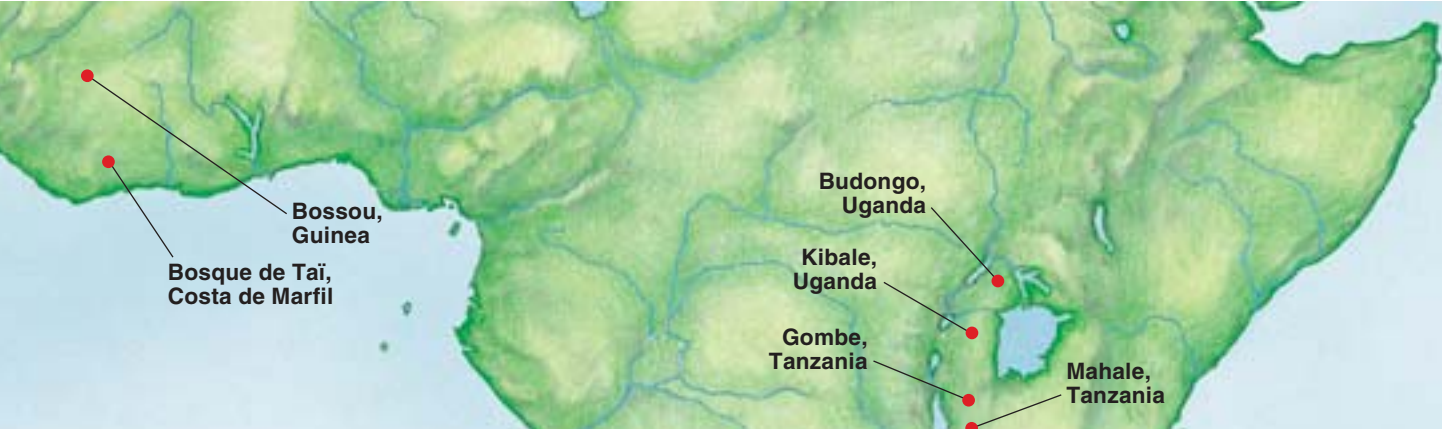 Bossou,
Guinea
Bosque de Taï,
Costa de Marfil
Budongo,
Uganda
Kibale,
Uganda
Gombe,
Tanzania
Mahale,
Tanzania